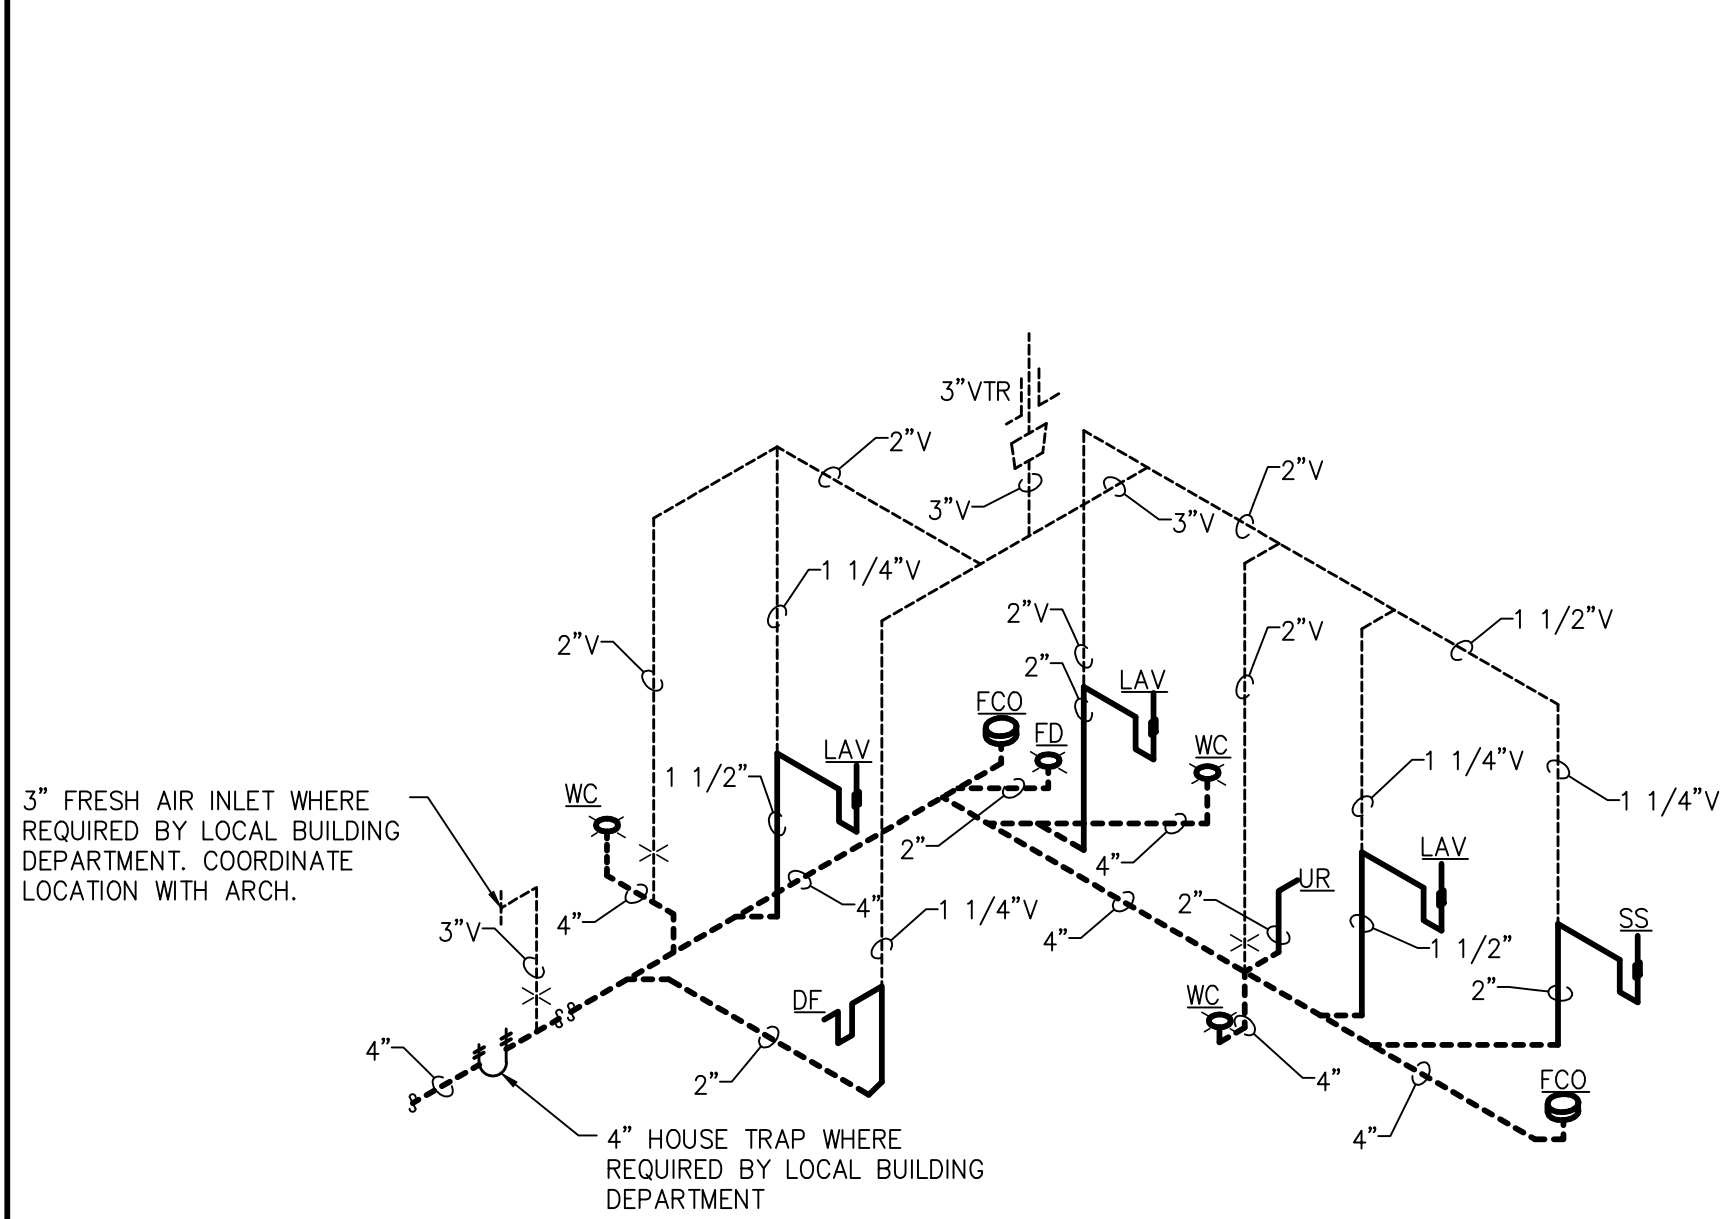 3”VTR
2”V
2”V
3”V
3”V
1 1/4”V
2”V
1 1/2”V
2”V
2”V
2”
LAV
FCO
FD
WC
LAV
1 1/2”
WC
1 1/4”V
1 1/4”V
3” FRESH AIR INLET WHERE
REQUIRED BY LOCAL BUILDING
DEPARTMENT. COORDINATE
LOCATION WITH ARCH.
2”
4”
LAV
UR
4”
4”
1 1/4”V
2”
SS
3”V
4”
1 1/2”
DF
WC
2”
4”
2”
4”
FCO
4”
4” HOUSE TRAP WHERE
REQUIRED BY LOCAL BUILDING
DEPARTMENT